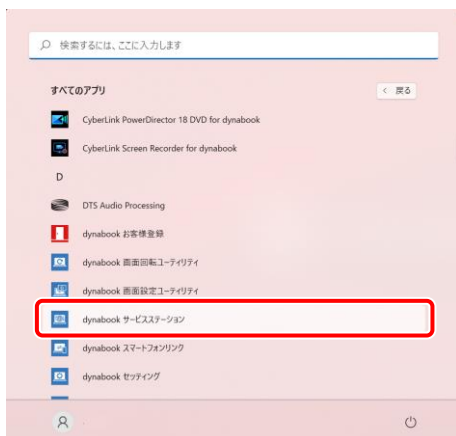 検索するには、ここに入力します
すべてのアプリ
< 戻る
CyberLink PowerDirector 18 DVD for dynabook
CyberLink Screen Recorder for dynabook
D
DTS Audio Processing
dynabook お客様登録
dynabook 画面回転ユーティリティ
dynabook 画面設定ユーティリティ
dynabook サービスステーション
dynabook スマートフォンリンク
dynabook セッティング